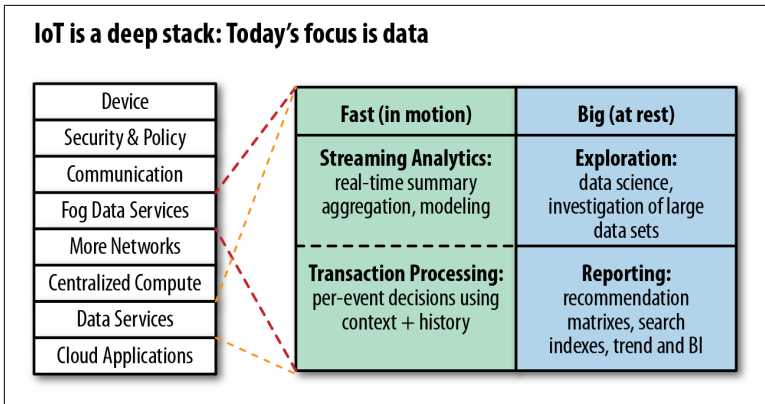 IoT is a deep stack: Today's focus is data
Device
Security & Policy
Communication
Fog Data Services
More Networks
Centralized Compute
Data Services
Cloud Applications
Fast (in motion)
Big (at rest)
Streaming Analytics:
real-time summary
aggregation, modeling
Exploration:
data science,
investigation of large
data sets
Transaction Processing:
per-event decisions using
context + history
Reporting:
recommendation
matrixes, search
indexes, trend and BI